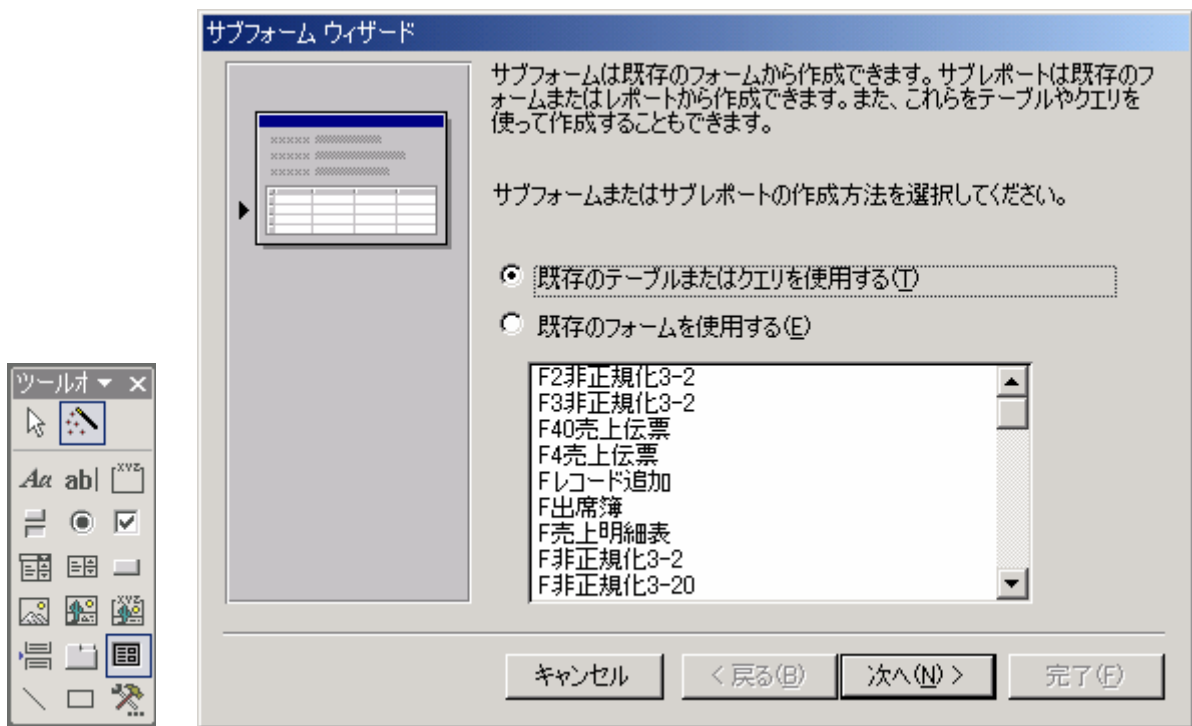 サブフォーム ウィザード
サブフォームは既存のフォームから作成できます。サブレポートは既存のフ
ォームまたはレポートから作成できます。また、これらをテーブルやクエリを
使って作成することもできます。
サブフォームまたはサブレポートの作成方法を選択してください。
既存のテーブルまたはクエリを使用する(T)
既存のフォームを使用する(E)
F2非正規化3-2
F3非正規化3-2
F40売上伝票
F4売上伝票
Fレコード追加
F出席簿
F売上明細表
F非正規化3-2
F非正規化3-20
キャンセル
< 戻る(B)
次へ(N) >
完了(F)
ツールオ
Aa ab| XYZ
XYZ